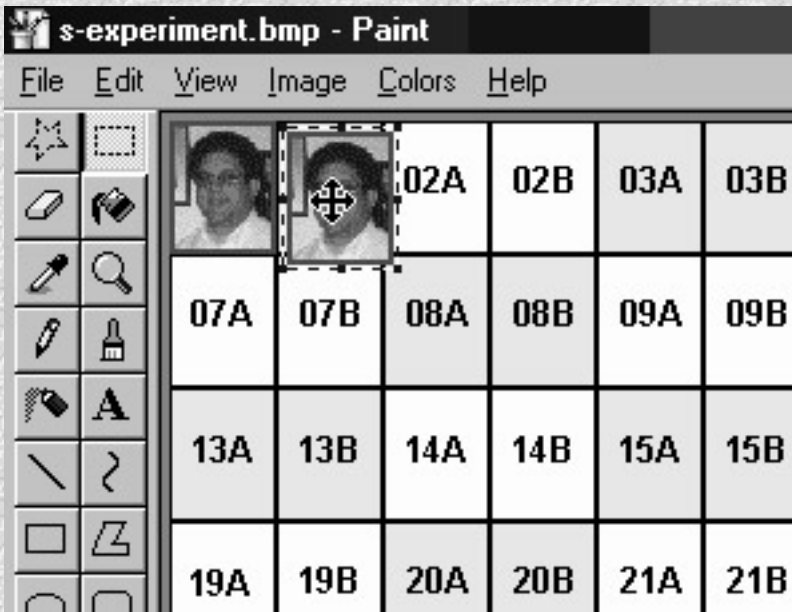 s-experiment.bmp - Paint
File Edit View Image Colors Help
A
02A 02B 03A 03B
07A 07B 08A 08B 09A 09B
13A 13B 14A 14B 15A 15B
19A 19B 20A 20B 21A 21B